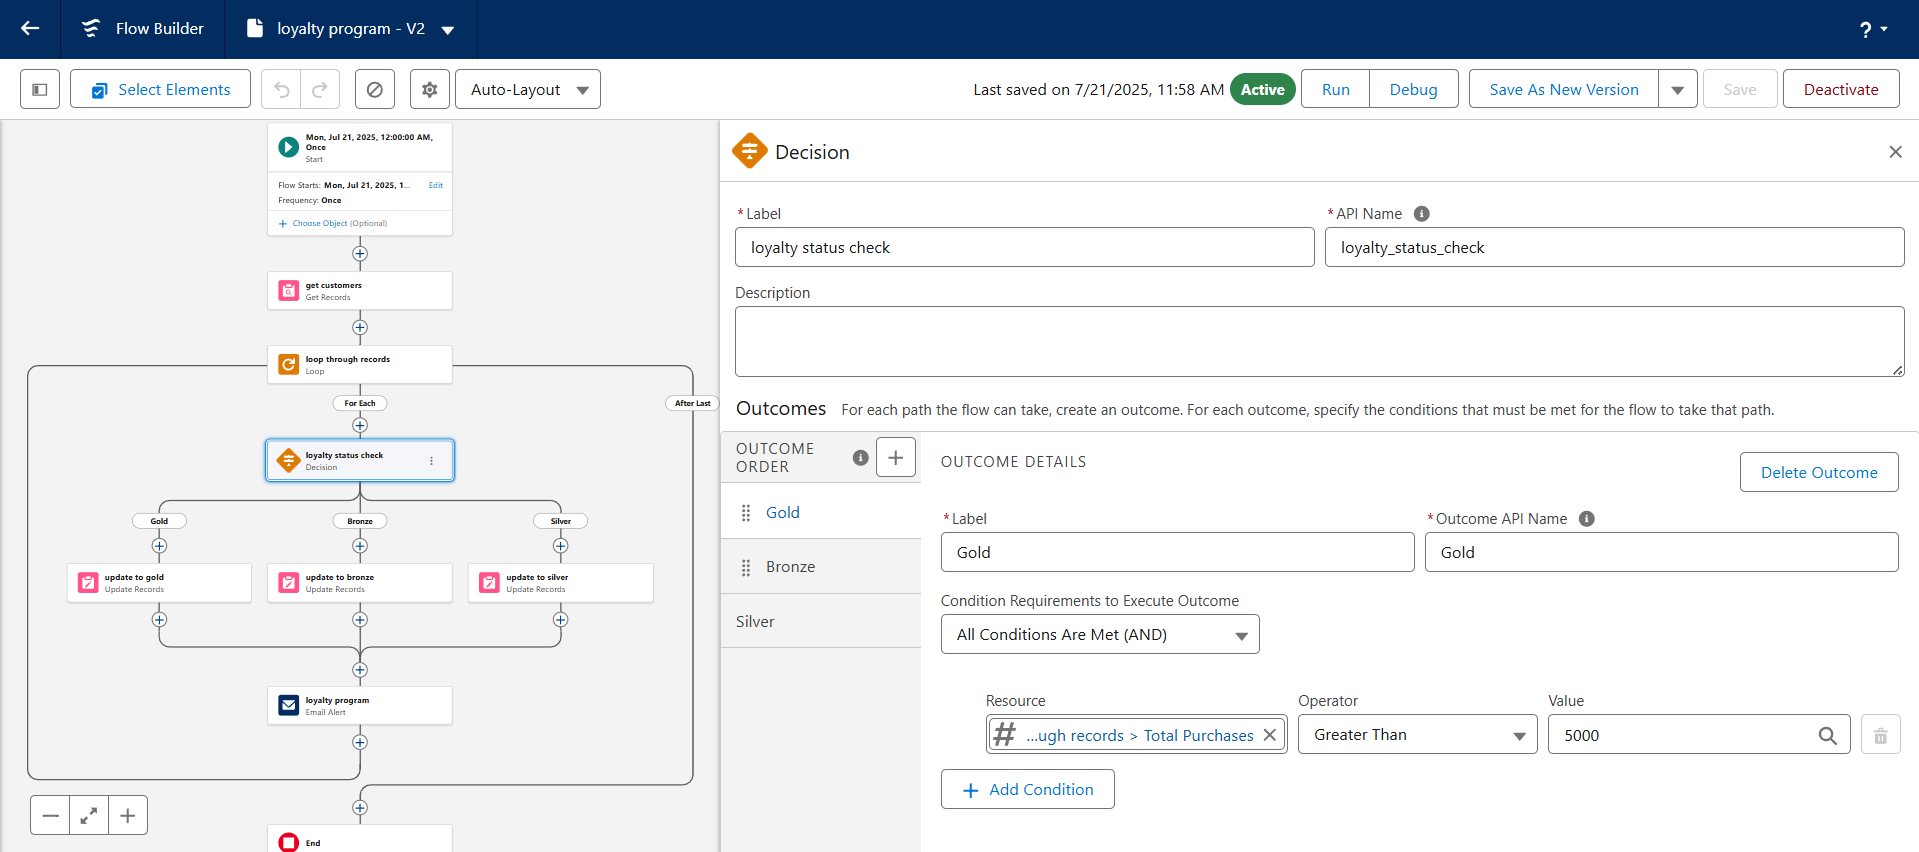 Flow Builder
loyalty program - V2
?
Select Elements
Auto-Layout
Last saved on 7/21/2025, 11:58 AM
Active
Run
Debug
Save As New Version
Save
Deactivate
Mon, Jul 21, 2025, 12:00:00 AM,
Once
Start
Flow Starts: Mon, Jul 21, 2025, 1...
Edit
Frequency: Once
+ Choose Object (Optional)
get customers
Get Records
loop through records
Loop
For Each
After Last
loyalty status check
Decision
Gold
Bronze
Silver
update to gold
Update Records
update to bronze
Update Records
update to silver
Update Records
loyalty program
Email Alert
End
Decision
*Label
loyalty status check
*API Name
loyalty_status_check
Description
Outcomes
For each path the flow can take, create an outcome. For each outcome, specify the conditions that must be met for the flow to take that path.
OUTCOME
ORDER
Gold
Bronze
Silver
OUTCOME DETAILS
Delete Outcome
*Label
Gold
*Outcome API Name
Gold
Condition Requirements to Execute Outcome
All Conditions Are Met (AND)
Resource
...ugh records > Total Purchases
Operator
Greater Than
Value
5000
+ Add Condition